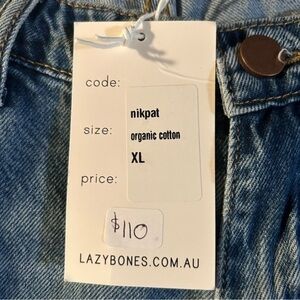 code:
nikpat
size:
organic cotton
XL
price:
$110
LAZYBONES.COM.AU